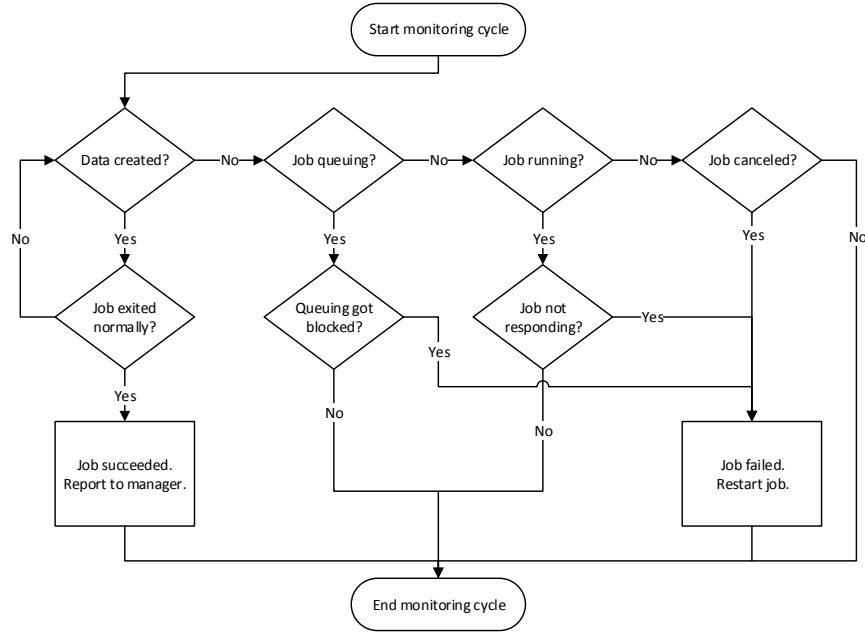 Start monitoring cycle
Data created?
No
Job queuing?
No
Job running?
No
Job canceled?
No
Yes
Yes
Yes
Yes
No
Job exited
normally?
Queuing got
blocked?
Yes
Job not
responding?
Yes
Yes
No
No
Job succeeded.
Report to manager.
Job failed.
Restart job.
End monitoring cycle